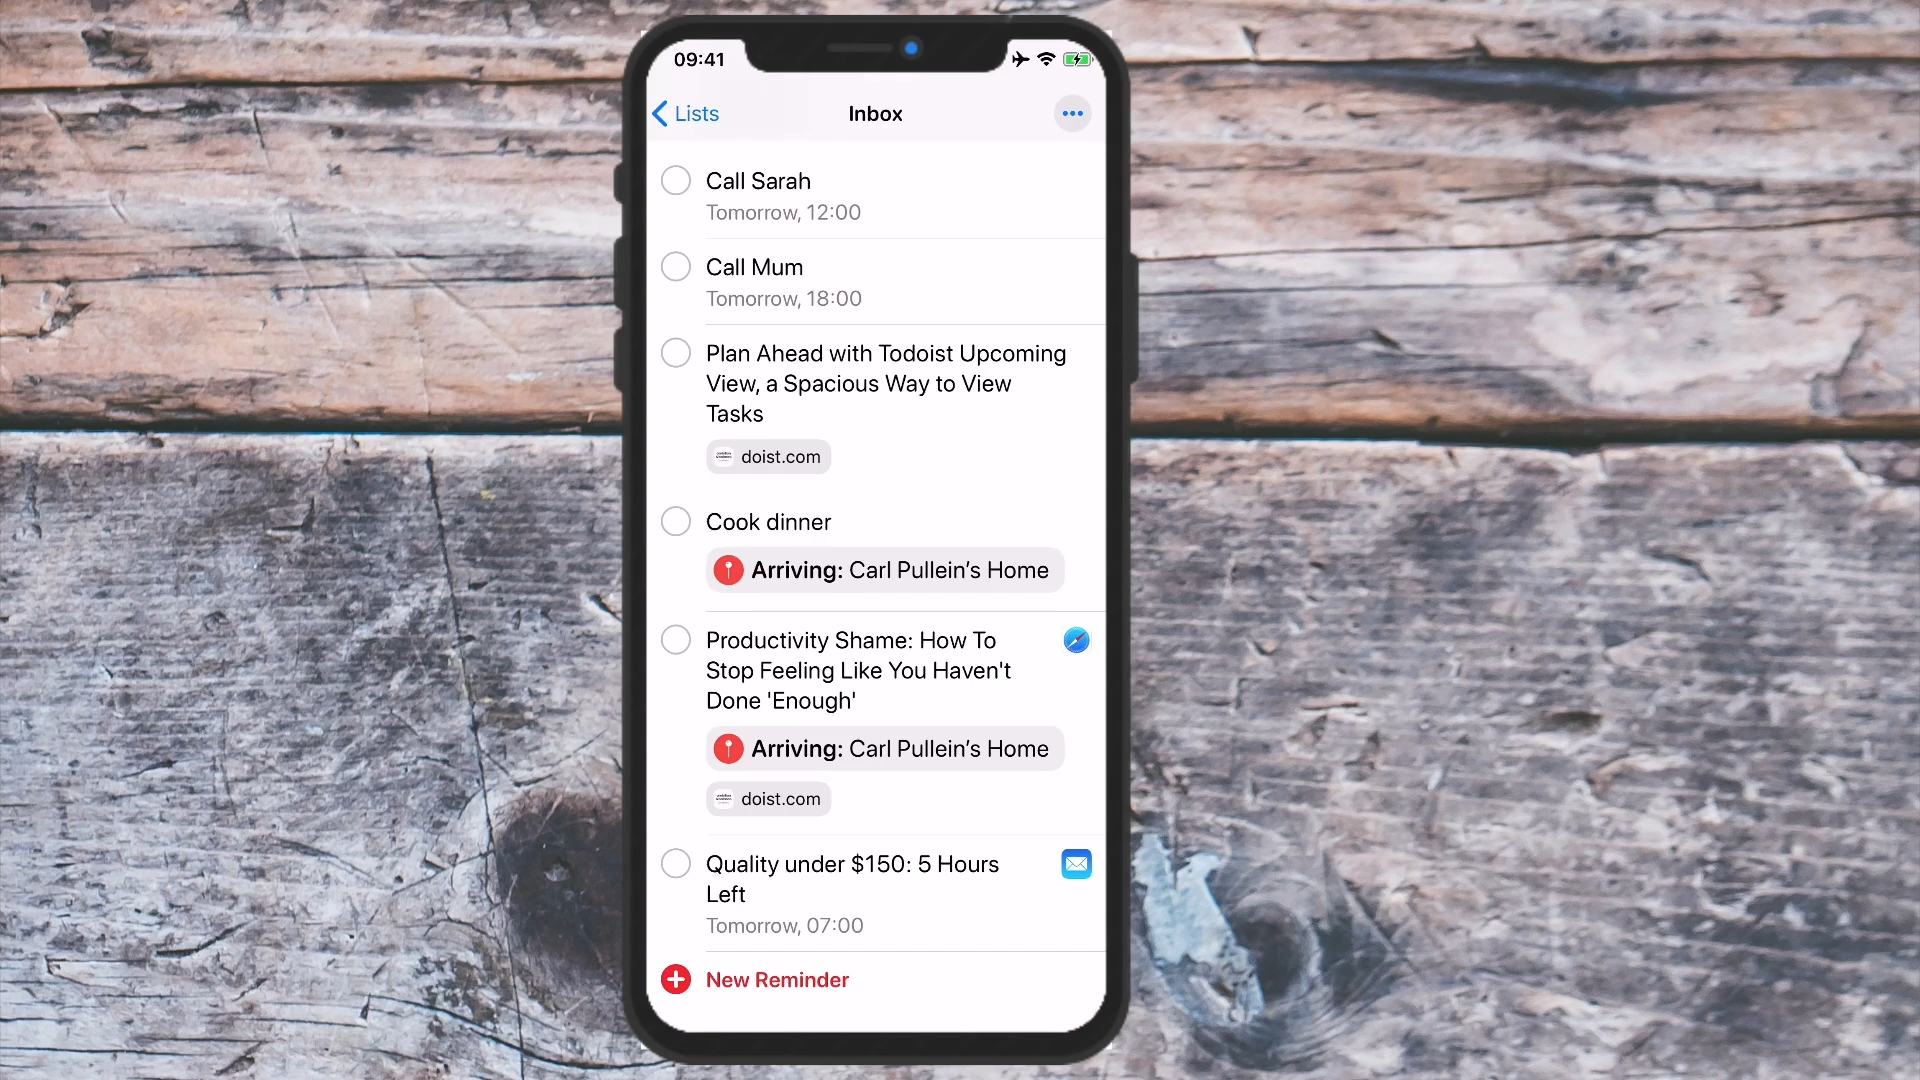 09:41
Lists
Inbox
Call Sarah
Tomorrow, 12:00
Call Mum
Tomorrow, 18:00
Plan Ahead with Todoist Upcoming
View, a Spacious Way to View
Tasks
doist.com
Cook dinner
Arriving: Carl Pullein’s Home
Productivity Shame: How To
Stop Feeling Like You Haven't
Done 'Enough'
Arriving: Carl Pullein’s Home
doist.com
Quality under $150: 5 Hours
Left
Tomorrow, 07:00
New Reminder